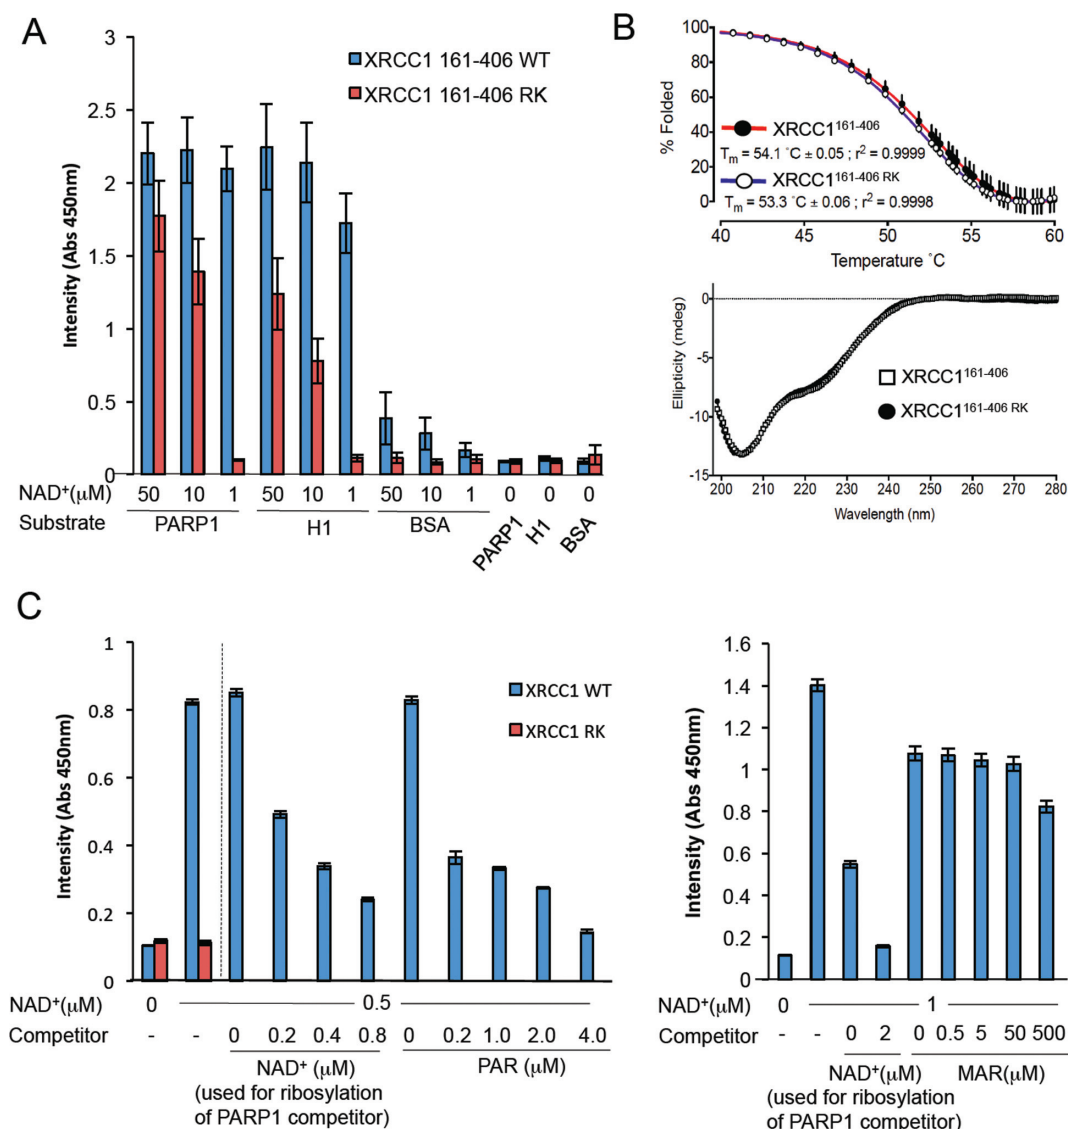 A
3
2.5
2
1.5
1
0.5
0
Intensity (Abs 450nm)
XRCC1 161-406 WT
XRCC1 161-406 RK
NAD⁺(μM) 50 10 1 50 10 1 50 10 1 0 0 0
Substrate PARP1 H1 BSA PARP1 H1 BSA
B
100
80
60
40
20
0
% Folded
XRCC1¹⁶¹⁻⁴⁰⁶
Tₘ = 54.1 ˚C ± 0.05 ; r² = 0.9999
XRCC1¹⁶¹⁻⁴⁰⁶ ᴿᴷ
Tₘ = 53.3 ˚C ± 0.06 ; r² = 0.9998
40 45 50 55 60
Temperature ˚C
0
-5
-10
-15
Ellipticity (mdeg)
XRCC1¹⁶¹⁻⁴⁰⁶
XRCC1¹⁶¹⁻⁴⁰⁶ ᴿᴷ
200 210 220 230 240 250 260 270 280
Wavelength (nm)
C
1
0.8
0.6
0.4
0.2
0
Intensity (Abs 450nm)
XRCC1 WT
XRCC1 RK
NAD⁺(μM) 0 0.5
Competitor - - 0 0.2 0.4 0.8 0 0.2 1.0 2.0 4.0
NAD⁺ (μM) PAR (μM)
(used for ribosylation
of PARP1 competitor)
1.6
1.4
1.2
1
0.8
0.6
0.4
0.2
0
Intensity (Abs 450nm)
NAD⁺(μM) 0 1
Competitor - - 0 2 0 0.5 5 50 500
NAD⁺(μM) MAR(μM)
(used for ribosylation
of PARP1 competitor)